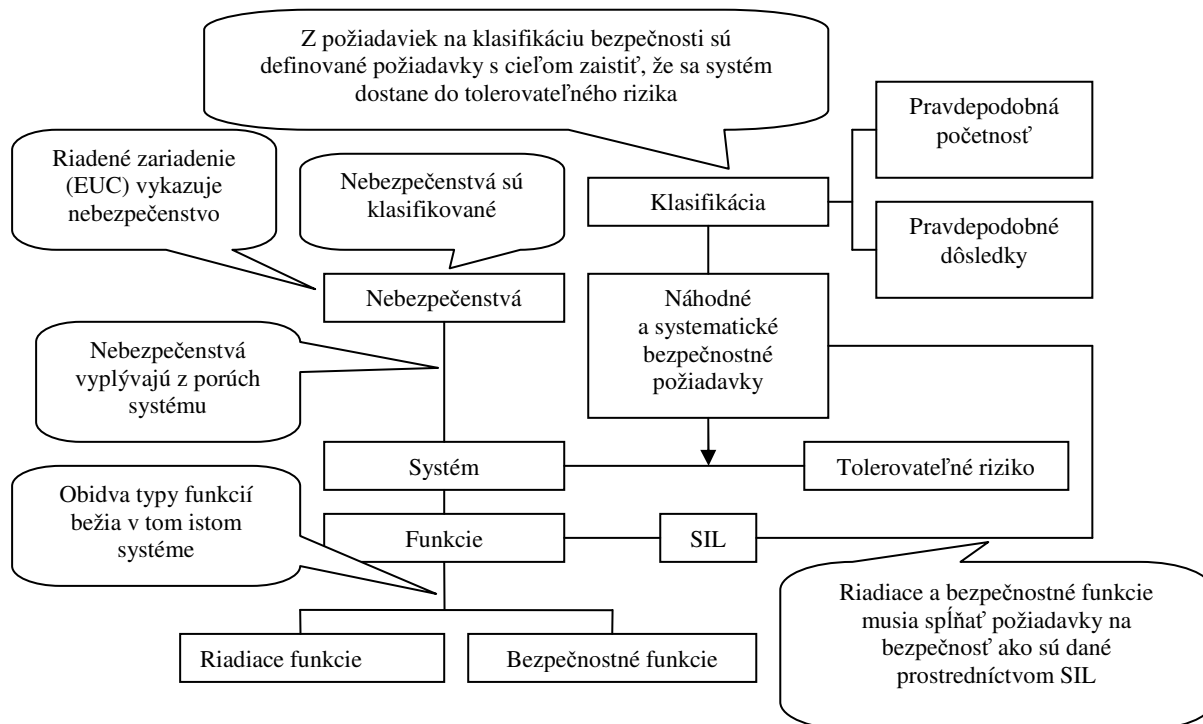 Z požiadaviek na klasifikáciu bezpečnosti sú
definované požiadavky s cieľom zaistiť, že sa systém
dostane do tolerovateľného rizika
Pravdepodobná
početnosť
Riadené zariadenie
(EUC) vykazuje
nebezpečenstvo
Nebezpečenstvá sú
klasifikované
Klasifikácia
Pravdepodobné
dôsledky
Nebezpečenstvá
Náhodné
a systematické
bezpečnostné
požiadavky
Nebezpečenstvá
vyplývajú z porúch
systému
Systém
Tolerovateľné riziko
Obidva typy funkcií
bežia v tom istom
systéme
Funkcie
SIL
Riadiace a bezpečnostné funkcie
musia spĺňať požiadavky na
bezpečnosť ako sú dané
prostredníctvom SIL
Riadiace funkcie
Bezpečnostné funkcie